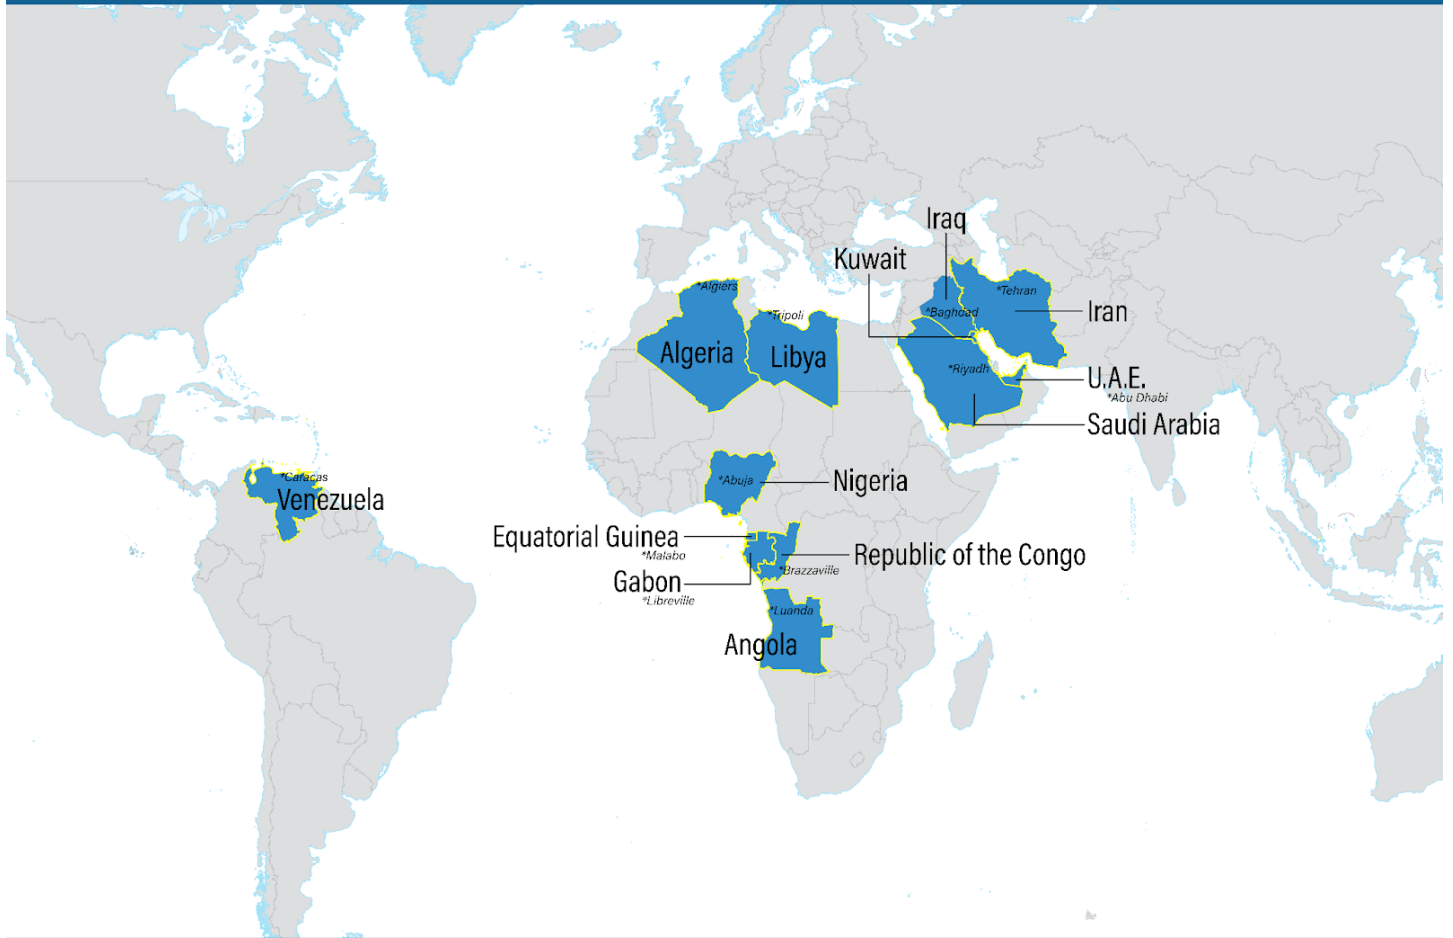 Iraq
Kuwait
*Algiers
*Tehran
*Tripoli
*Baghdad
Iran
Algeria
Libya
*Riyadh
U.A.E.
*Abu Dhabi
Saudi Arabia
*Caracas
Venezuela
*Abuja
Nigeria
Equatorial Guinea
*Malabo
Republic of the Congo
*Brazzaville
Gabon
*Libreville
*Luanda
Angola